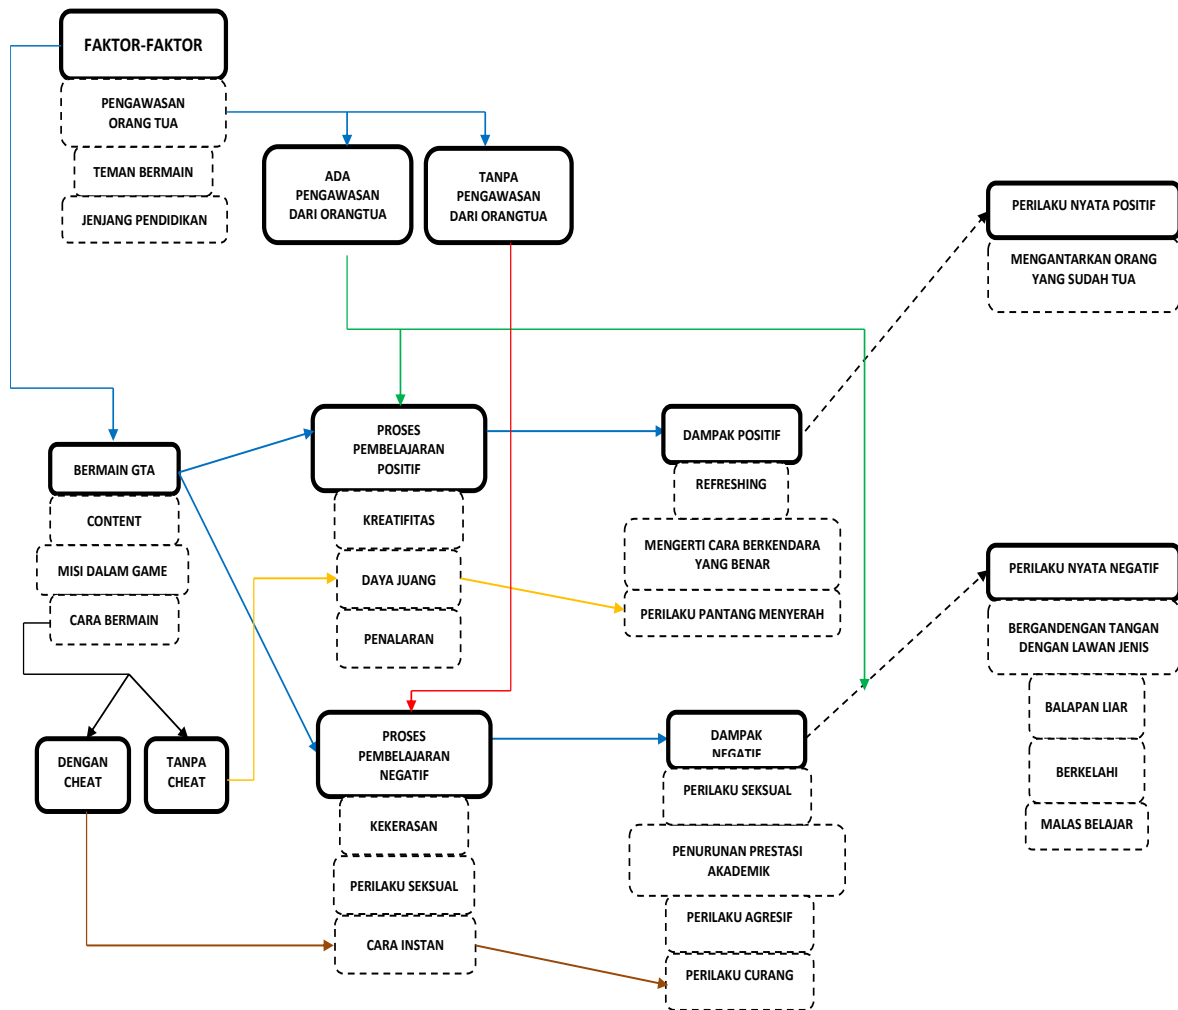 FAKTOR-FAKTOR
PENGAWASAN
ORANG TUA
TEMAN BERMAIN
JENJANG PENDIDIKAN
ADA
PENGAWASAN
DARI ORANGTUA
TANPA
PENGAWASAN
DARI ORANGTUA
PERILAKU NYATA POSITIF
MENGANTARKAN ORANG
YANG SUDAH TUA
BERMAIN GTA
CONTENT
MISI DALAM GAME
CARA BERMAIN
DENGAN
CHEAT
TANPA
CHEAT
PROSES
PEMBELAJARAN
POSITIF
KREATIFITAS
DAYA JUANG
PENALARAN
DAMPAK POSITIF
REFRESHING
MENGERTI CARA BERKENDARA
YANG BENAR
PERILAKU PANTANG MENYERAH
PROSES
PEMBELAJARAN
NEGATIF
KEKERASAN
PERILAKU SEKSUAL
CARA INSTAN
DAMPAK
NEGATIF
PERILAKU SEKSUAL
PENURUNAN PRESTASI
AKADEMIK
PERILAKU AGRESIF
PERILAKU CURANG
PERILAKU NYATA NEGATIF
BERGANDENGAN TANGAN
DENGAN LAWAN JENIS
BALAPAN LIAR
BERKELAHI
MALAS BELAJAR